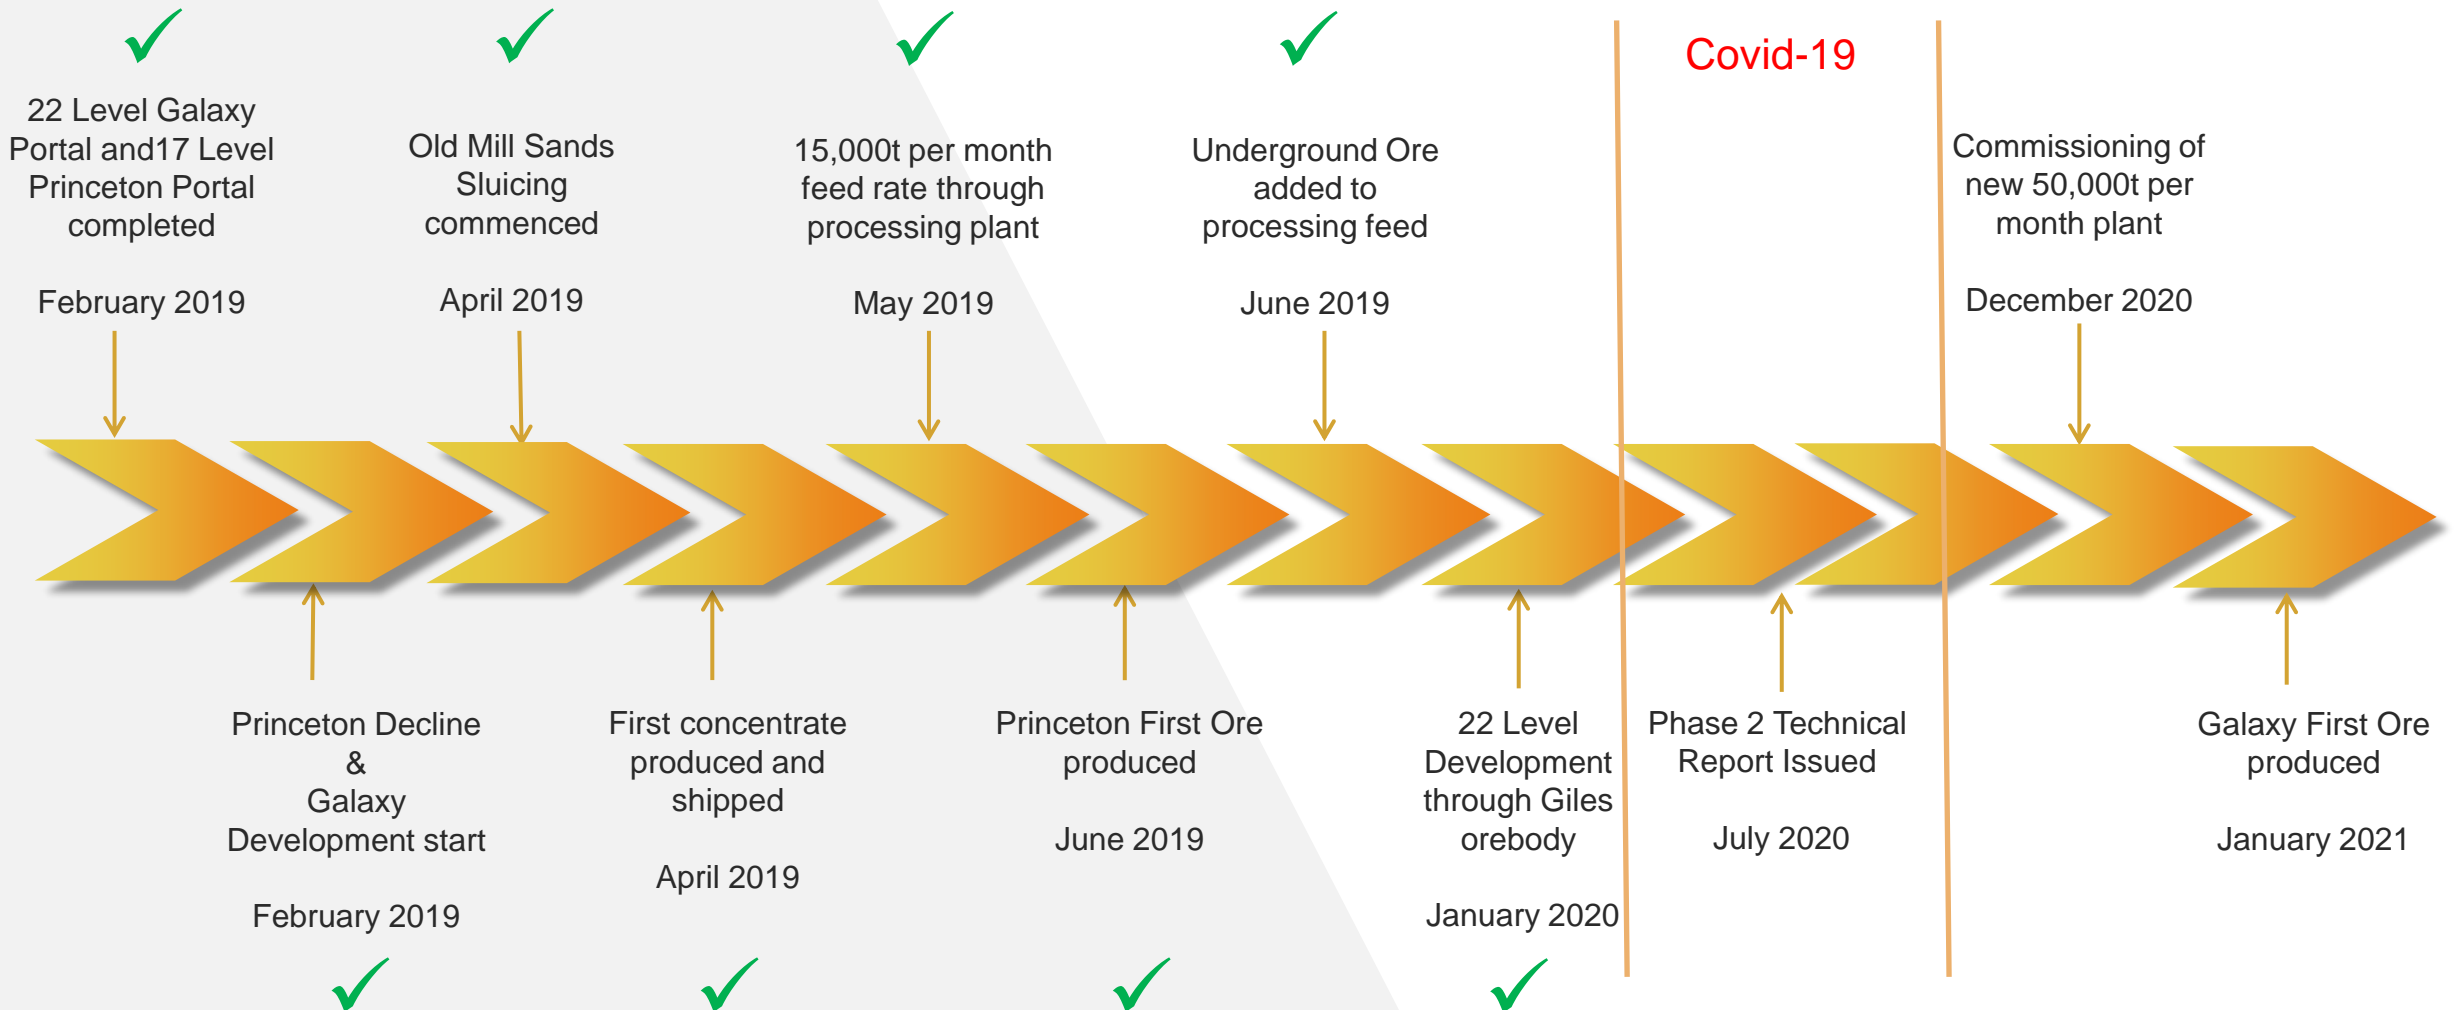 22 Level Galaxy
Portal and17 Level
Princeton Portal
completed
February 2019
Old Mill Sands
Sluicing
commenced
April 2019
15,000t per month
feed rate through
processing plant
May 2019
Underground Ore
added to
processing feed
June 2019
Covid-19
Commissioning of
new 50,000t per
month plant
December 2020
Princeton Decline
&
Galaxy
Development start
February 2019
First concentrate
produced and
shipped
April 2019
Princeton First Ore
produced
June 2019
22 Level
Development
through Giles
orebody
January 2020
Phase 2 Technical
Report Issued
July 2020
Galaxy First Ore
produced
January 2021